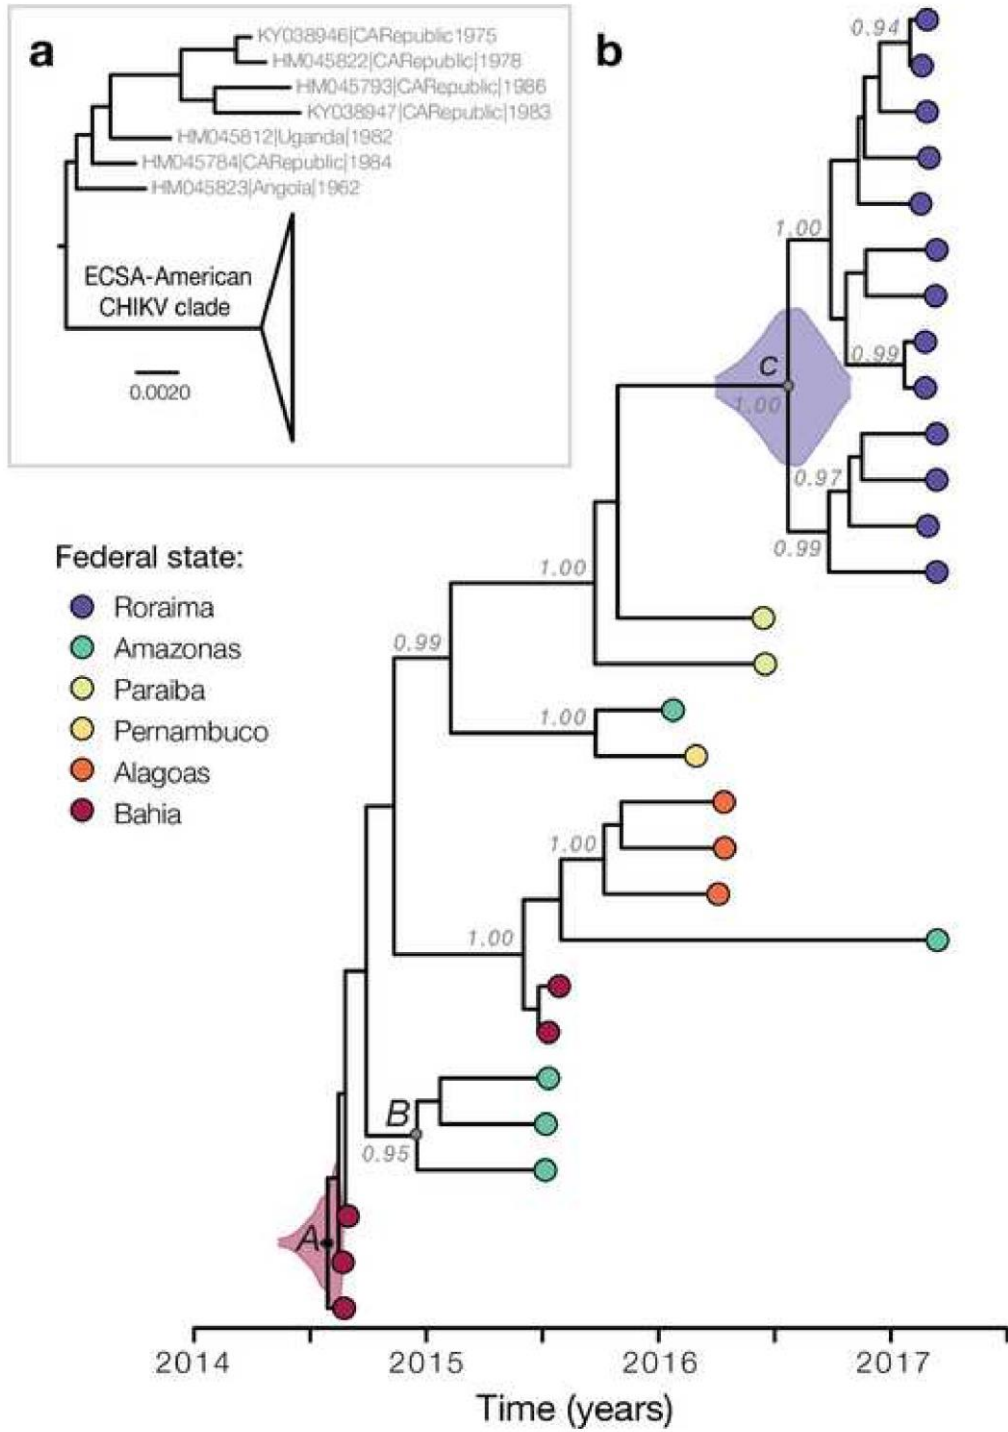 a
KY038946|CARepublic1975
HM045822|CARepublic|1978
HM045793|CARepublic|1986
KY038947|CARepublic|1983
HM045812|Uganda|1982
HM045784|CARepublic|1984
HM045823|Angola|1962
ECSA-American
CHIKV clade
0.0020
b
0.94
1.00
0.99
C
1.00
0.97
0.99
1.00
0.99
1.00
1.00
1.00
B
0.95
A
Federal state:
Roraima
Amazonas
Paraiba
Pernambuco
Alagoas
Bahia
2014 2015 2016 2017
Time (years)